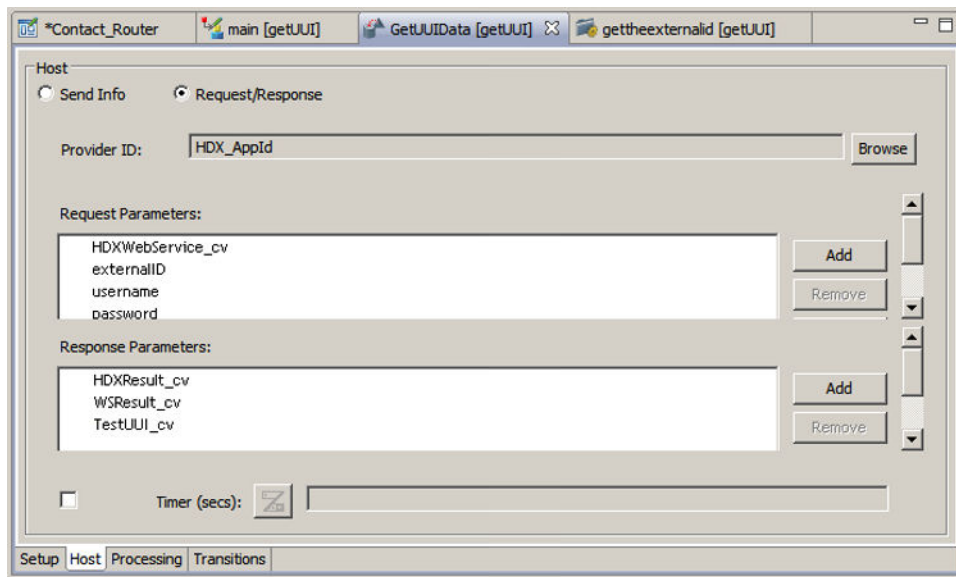 *Contact_Router main [getUUI] GetUUIData [getUUI] gettheexternalid [getUUI]
Host
Send Info Request/Response
Provider ID: HDX_AppId Browse
Request Parameters:
HDXWebService_cv
externalID
username
password
Add
Remove
Response Parameters:
HDXResult_cv
WSResult_cv
TestUUI_cv
Add
Remove
Timer (secs):
Setup Host Processing Transitions